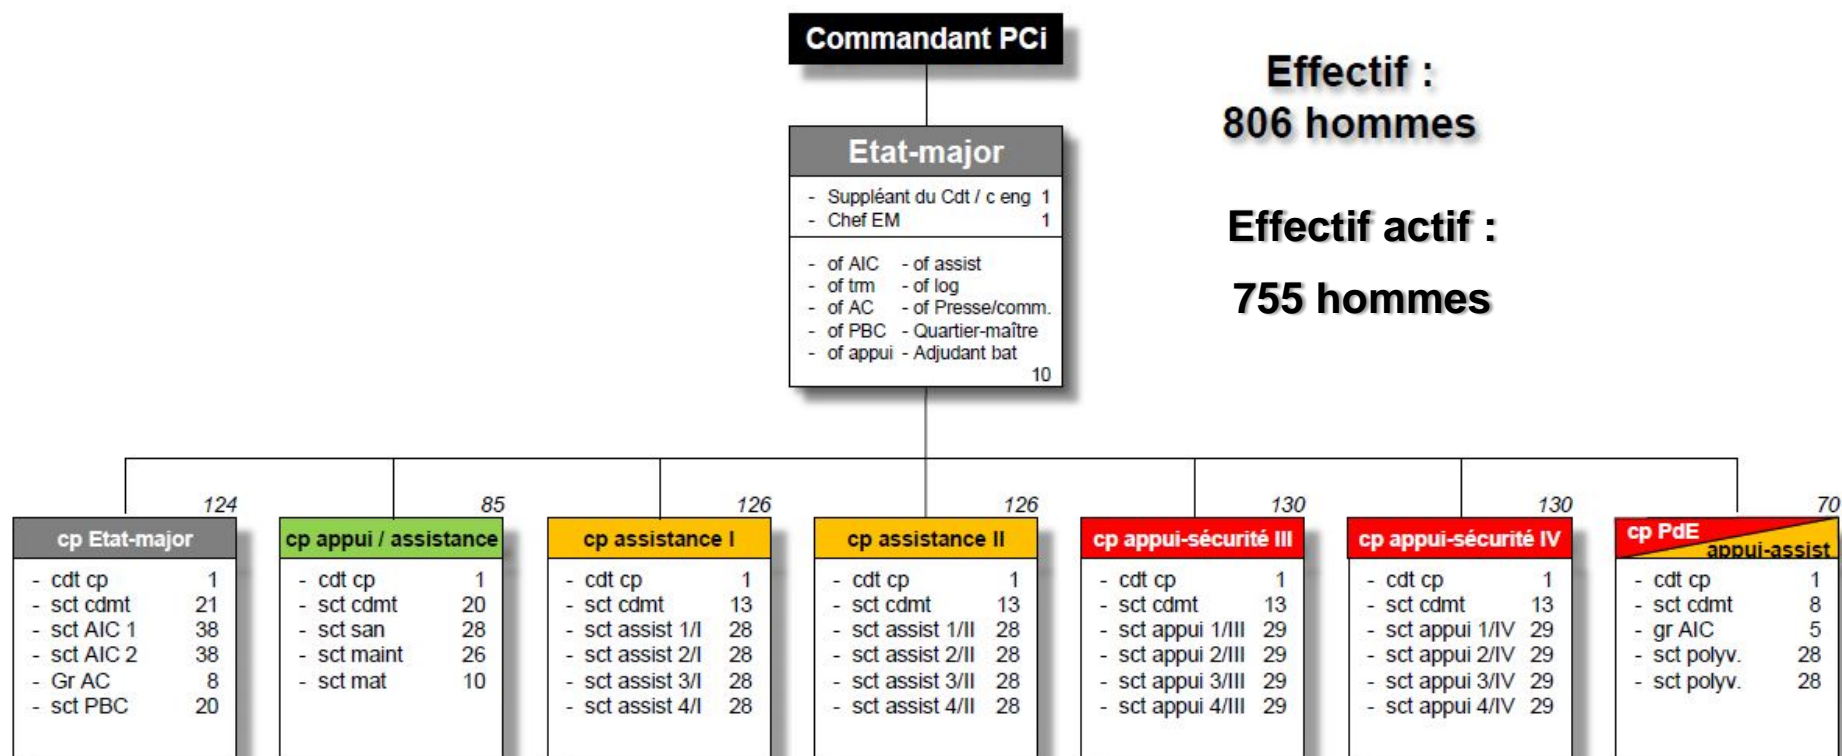 Commandant PCi
Effectif :
806 hommes
Etat-major
- Suppléant du Cdt / c eng 1
- Chef EM 1
- of AIC - of assist
- of trm - of log
- of AC - of Presse/comm.
- of PBC - Quartier-maître
- of appui - Adjudant bat
10
Effectif actif :
755 hommes
124
cp Etat-major
- cdt cp 1
- sct cdmt 21
- sct AIC 1 38
- sct AIC 2 38
- Gr AC 8
- sct PBC 20
85
cp appui / assistance
- cdt cp 1
- sct cdmt 20
- sct san 28
- sct maint 26
- sct mat 10
126
cp assistance I
- cdt cp 1
- sct cdmt 13
- sct assist 1/I 28
- sct assist 2/I 28
- sct assist 3/I 28
- sct assist 4/I 28
126
cp assistance II
- cdt cp 1
- sct cdmt 13
- sct assist 1/II 28
- sct assist 2/II 28
- sct assist 3/II 28
- sct assist 4/II 28
130
cp appui-sécurité III
- cdt cp 1
- sct cdmt 13
- sct appui 1/III 29
- sct appui 2/III 29
- sct appui 3/III 29
- sct appui 4/III 29
130
cp appui-sécurité IV
- cdt cp 1
- sct cdmt 13
- sct appui 1/IV 29
- sct appui 2/IV 29
- sct appui 3/IV 29
- sct appui 4/IV 29
70
cp PdE
appui-assist
- cdt cp 1
- sct cdmt 8
- gr AIC 5
- sct polyv. 28
- sct polyv. 28